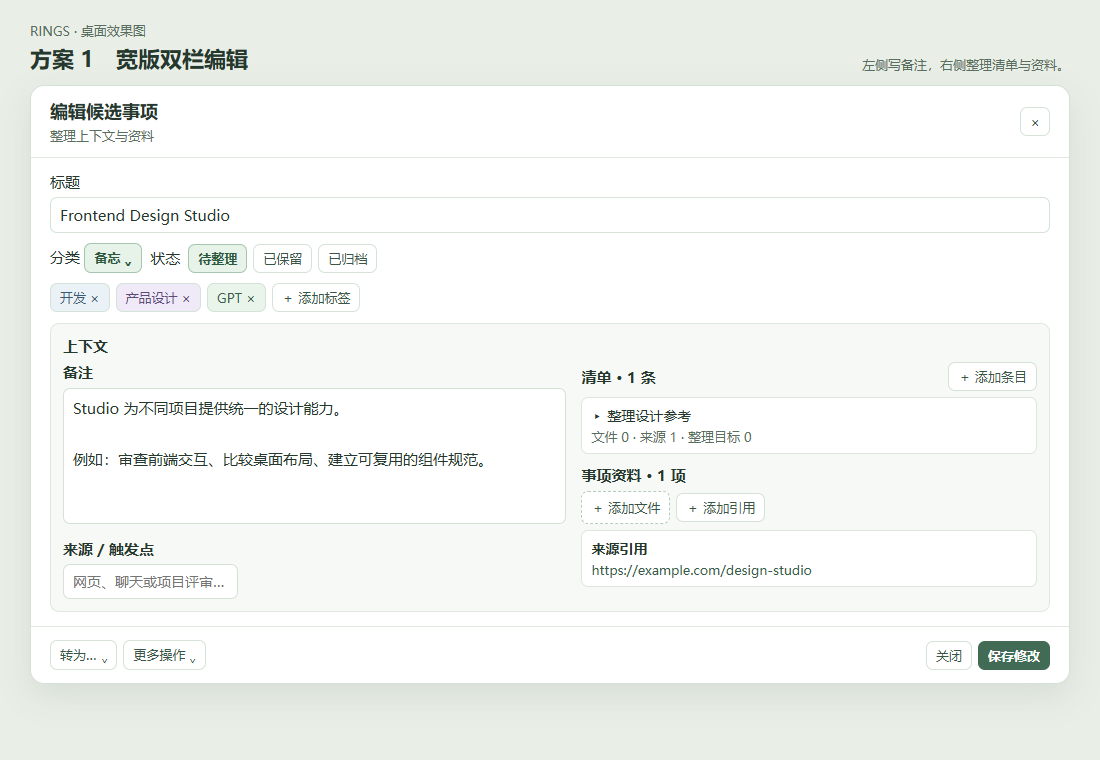 RINGS · 桌面效果图
方案 1 宽版双栏编辑
左侧写备注，右侧整理清单与资料。
编辑候选事项
整理上下文与资料
×
标题
Frontend Design Studio
分类 备忘 状态 待整理 已保留 已归档
开发 × 产品设计 × GPT × + 添加标签
上下文
备注
Studio 为不同项目提供统一的设计能力。
例如：审查前端交互、比较桌面布局、建立可复用的组件规范。
来源 / 触发点
网页、聊天或项目评审...
清单 • 1 条
+ 添加条目
整理设计参考
文件 0 · 来源 1 · 整理目标 0
事项资料 • 1 项
+ 添加文件 + 添加引用
来源引用
https://example.com/design-studio
转为... 更多操作
关闭 保存修改